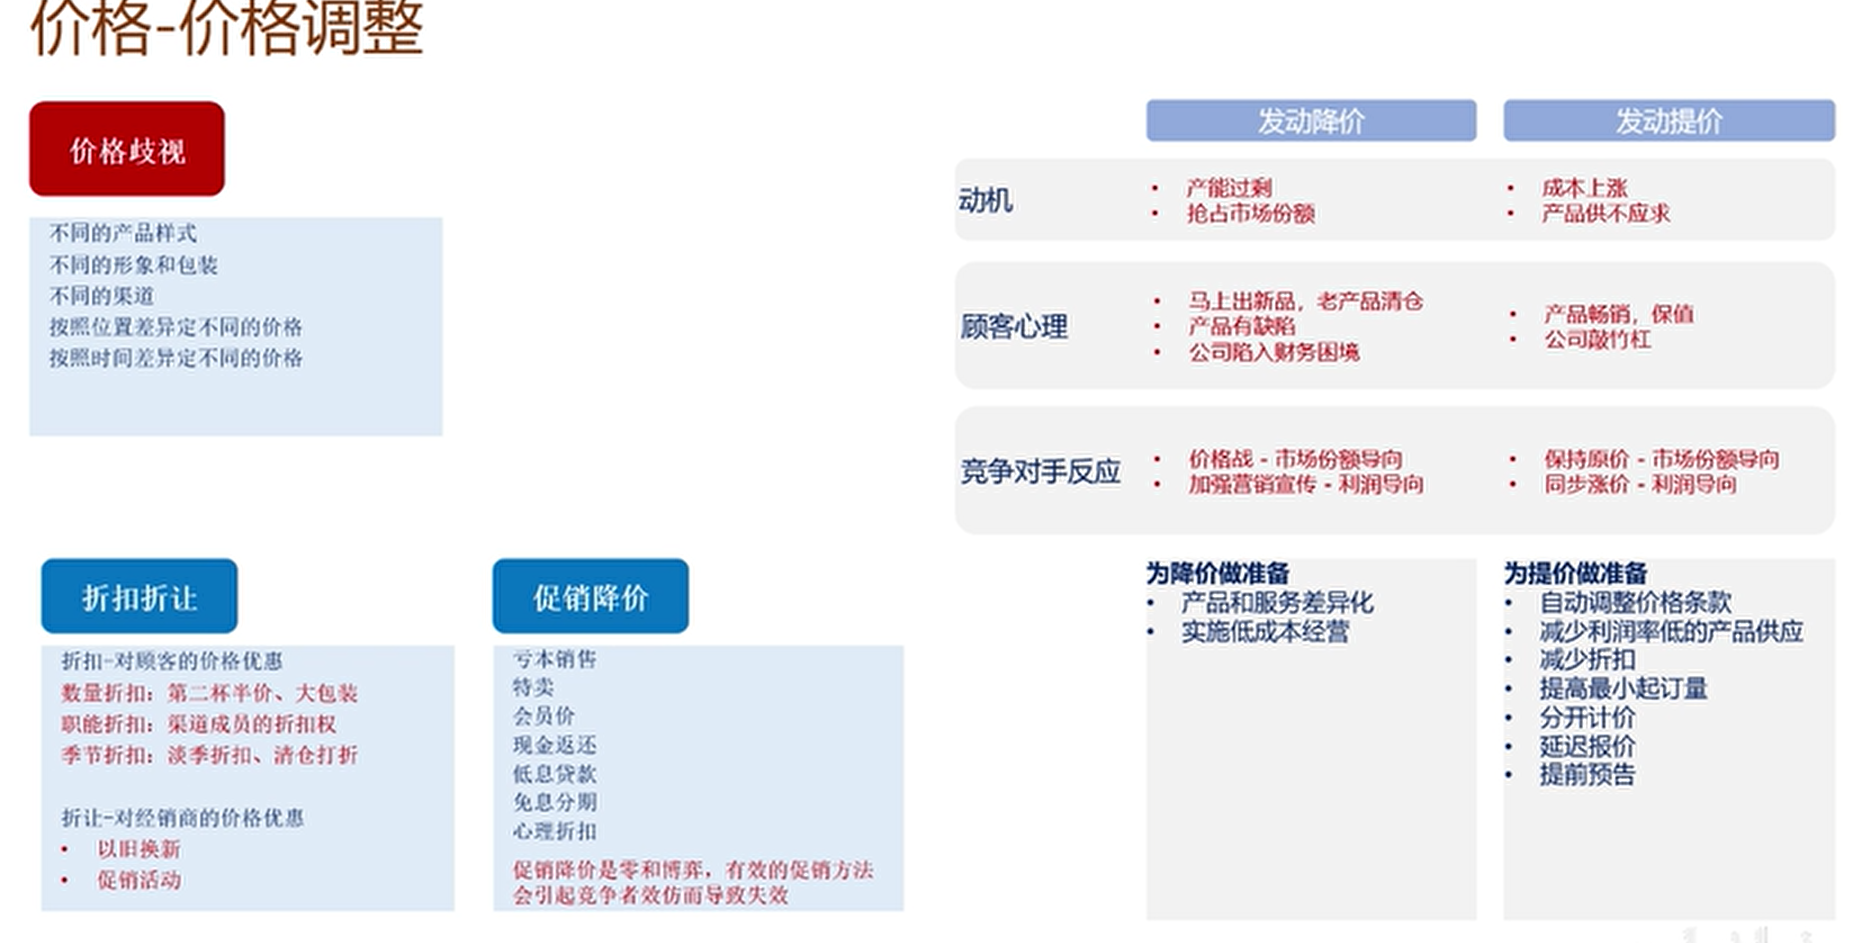 价格-价格调整
价格歧视
不同的产品样式
不同的形象和包装
不同的渠道
按照位置差异定不同的价格
按照时间差异定不同的价格
折扣折让
折扣-对顾客的价格优惠
数量折扣：第二杯半价、大包装
职能折扣：渠道成员的折扣权
季节折扣：淡季折扣、清仓打折
折让-对经销商的价格优惠
• 以旧换新
• 促销活动
促销降价
亏本销售
特卖
会员价
现金返还
低息贷款
免息分期
心理折扣
促销降价是零和博弈，有效的促销方法
会引起竞争者效仿而导致失效
发动降价
发动提价
动机
• 产能过剩
• 抢占市场份额
• 成本上涨
• 产品供不应求
顾客心理
• 马上出新品，老产品清仓
• 产品有缺陷
• 公司陷入财务困境
• 产品畅销，保值
• 公司敲竹杠
竞争对手反应
• 价格战 - 市场份额导向
• 加强营销宣传 - 利润导向
• 保持原价 - 市场份额导向
• 同步涨价 - 利润导向
为降价做准备
• 产品和服务差异化
• 实施低成本经营
为提价做准备
• 自动调整价格条款
• 减少利润率低的产品供应
• 减少折扣
• 提高最小起订量
• 分开计价
• 延迟报价
• 提前预告